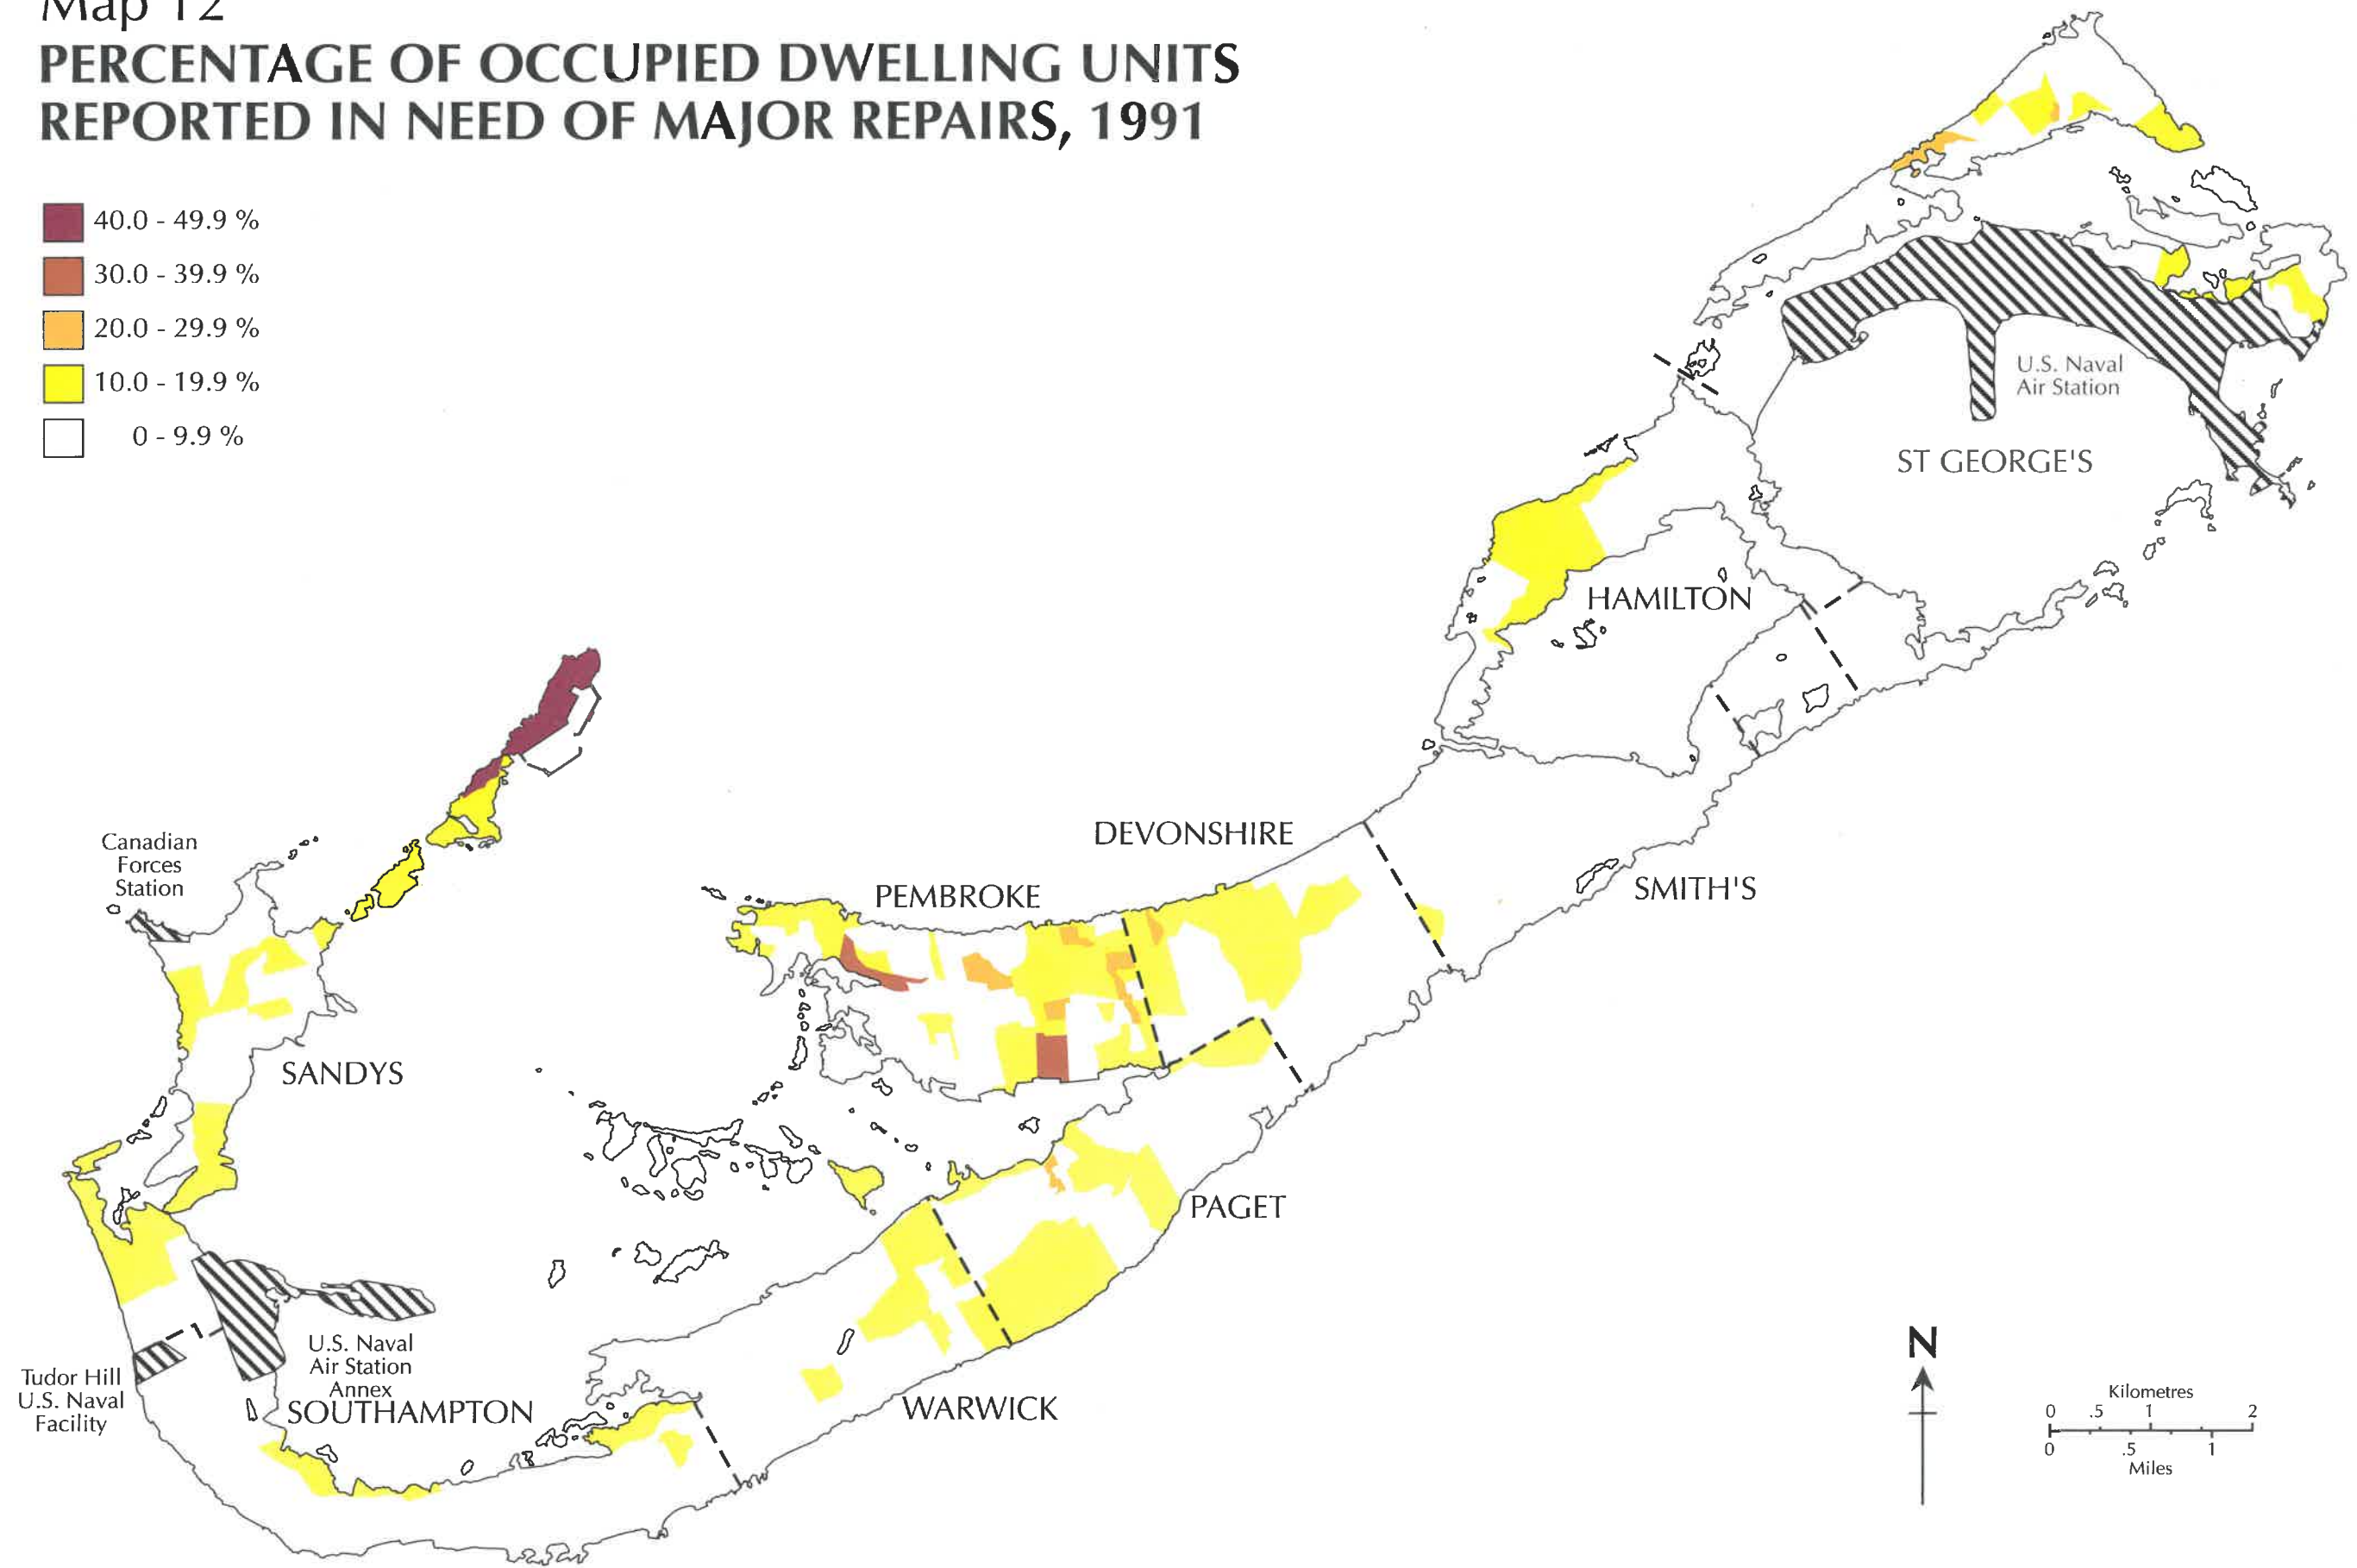 Map 12
PERCENTAGE OF OCCUPIED DWELLING UNITS
REPORTED IN NEED OF MAJOR REPAIRS, 1991
40.0 - 49.9 %
30.0 - 39.9 %
20.0 - 29.9 %
10.0 - 19.9 %
0 - 9.9 %
U.S. Naval
Air Station
ST GEORGE'S
HAMILTON
DEVONSHIRE
SMITH'S
PEMBROKE
Canadian
Forces
Station
SANDYS
PAGET
U.S. Naval
Air Station
Annex
Tudor Hill
U.S. Naval
Facility
SOUTHAMPTON
WARWICK
N
Kilometres
0 .5 1 2
0 .5 1
Miles